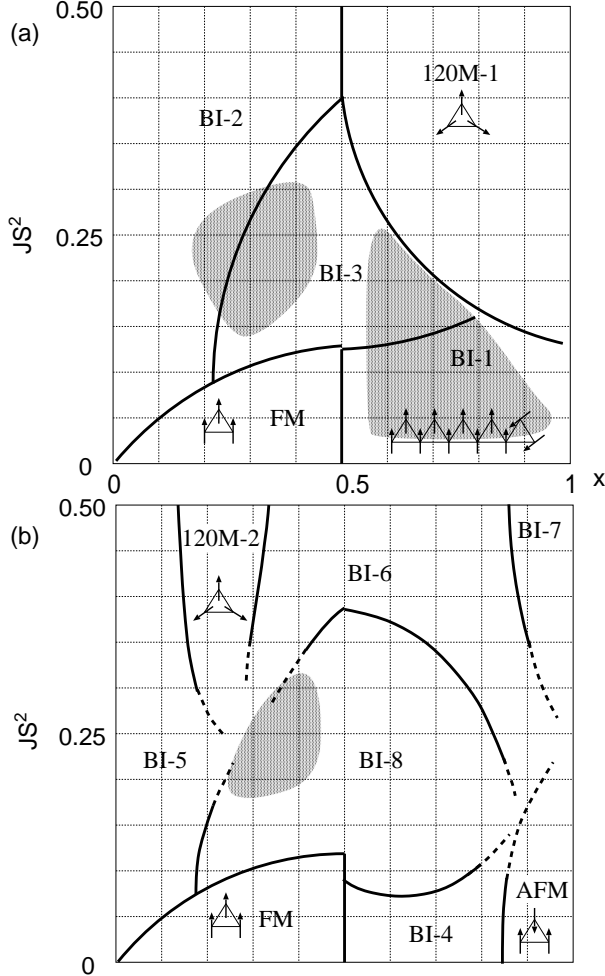 (a)
0.50
BI-2
120M-1
JS²
0.25
BI-3
BI-1
FM
0
0
0.5
1
x
(b)
0.50
120M-2
BI-7
BI-6
JS²
0.25
BI-5
BI-8
AFM
FM
BI-4
0